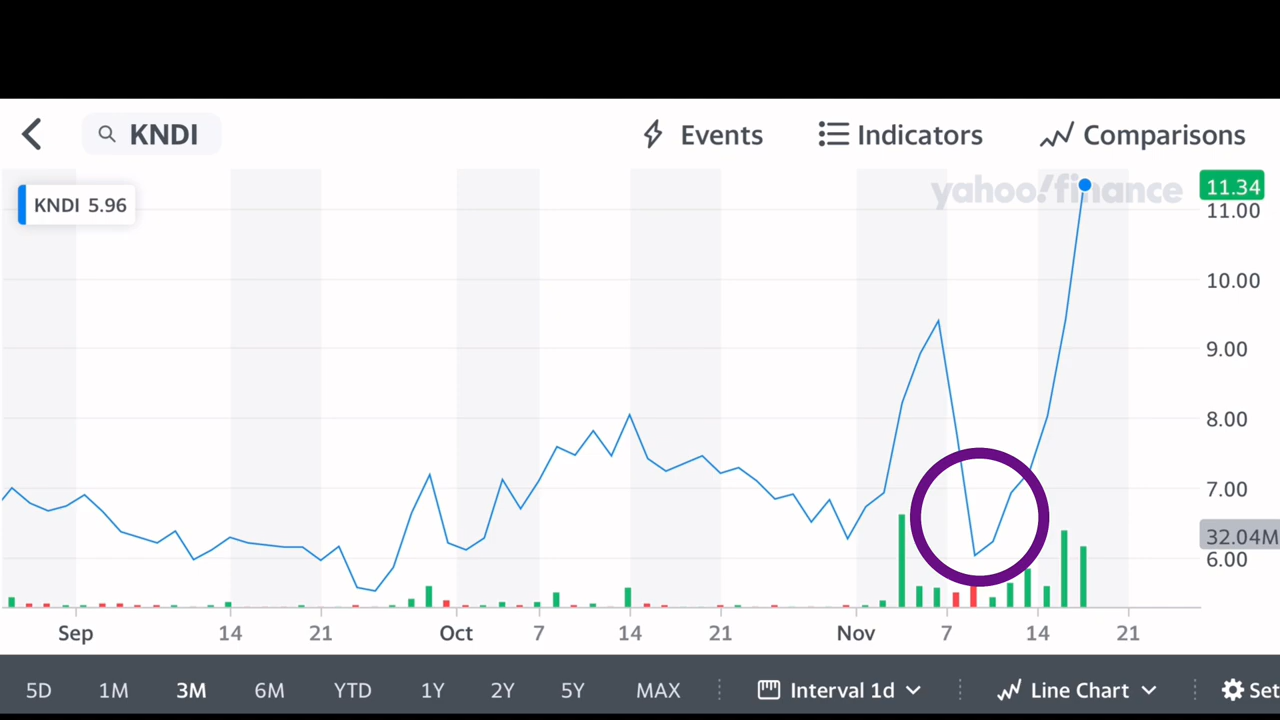 KNDI
Events
Indicators
Comparisons
yahoo!finance
KNDI 5.96
11.34
11.00
10.00
9.00
8.00
7.00
32.04M
6.00
Sep 14 21 Oct 7 14 21 Nov 7 14 21
5D 1M 3M 6M YTD 1Y 2Y 5Y MAX Interval 1d Line Chart Set